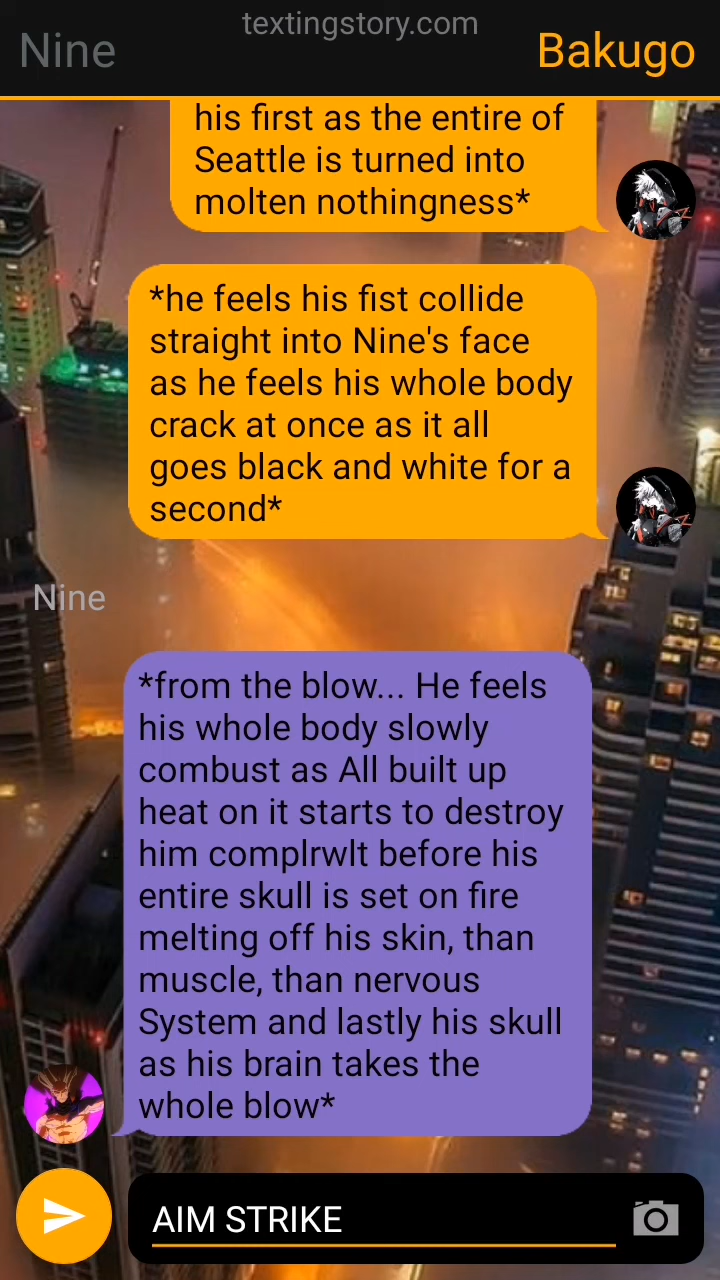 textingstory.com
Nine
Bakugo
his first as the entire of
Seattle is turned into
molten nothingness*
*he feels his fist collide
straight into Nine's face
as he feels his whole body
crack at once as it all
goes black and white for a
second*
Nine
*from the blow... He feels
his whole body slowly
combust as All built up
heat on it starts to destroy
him complrwlt before his
entire skull is set on fire
melting off his skin, than
muscle, than nervous
System and lastly his skull
as his brain takes the
whole blow*
AIM STRIKE